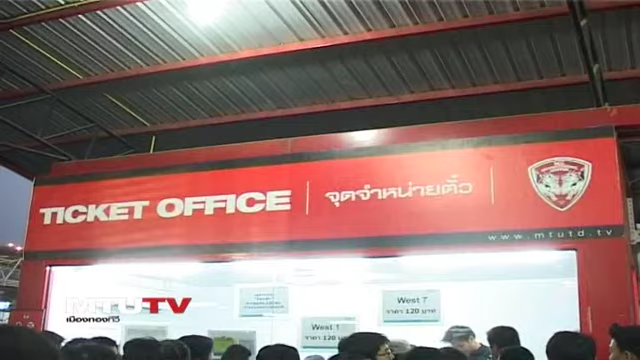 TICKET OFFICE | จุดจำหน่ายตั๋ว
www.mtutd.tv
West T
ราคา 120 บาท
West T
ราคา 120 บาท
MTUTV
เมืองทองทีวี